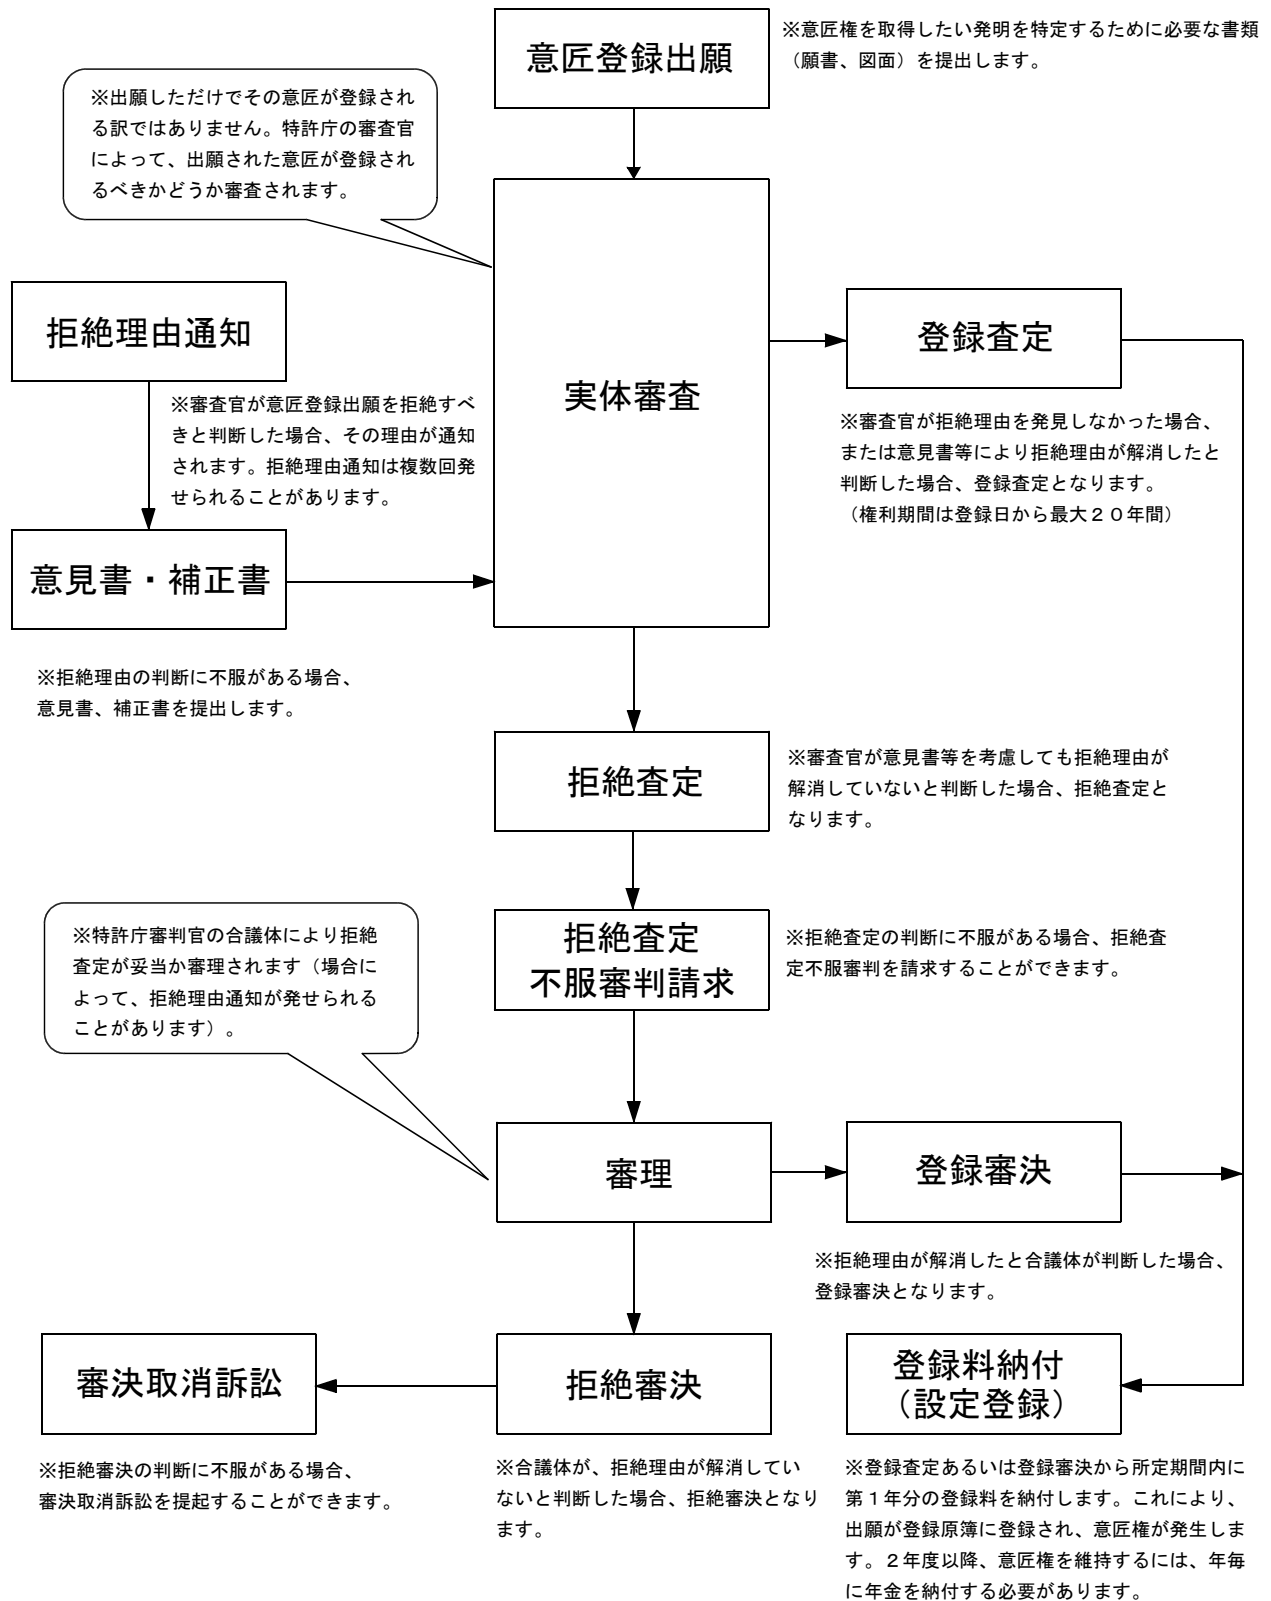 意匠登録出願
※意匠権を取得したい発明を特定するために必要な書類
（願書、図面）を提出します。
※出願しただけでその意匠が登録され
る訳ではありません。特許庁の審査官
によって、出願された意匠が登録され
るべきかどうか審査されます。
拒絶理由通知
※審査官が意匠登録出願を拒絶すべ
きと判断した場合、その理由が通知
されます。拒絶理由通知は複数回発
せられることがあります。
実体審査
登録査定
※審査官が拒絶理由を発見しなかった場合、
または意見書等により拒絶理由が解消したと
判断した場合、登録査定となります。
（権利期間は登録日から最大２０年間）
意見書・補正書
※拒絶理由の判断に不服がある場合、
意見書、補正書を提出します。
拒絶査定
※審査官が意見書等を考慮しても拒絶理由が
解消していないと判断した場合、拒絶査定と
なります。
拒絶査定
不服審判請求
※拒絶査定の判断に不服がある場合、拒絶査
定不服審判を請求することができます。
※特許庁審判官の合議体により拒絶
査定が妥当か審理されます（場合に
よって、拒絶理由通知が発せられる
ことがあります）。
審理
登録審決
※拒絶理由が解消したと合議体が判断した場合、
登録審決となります。
審決取消訴訟
※拒絶審決の判断に不服がある場合、
審決取消訴訟を提起することができます。
拒絶審決
※合議体が、拒絶理由が解消してい
ないと判断した場合、拒絶審決となり
ます。
登録料納付
（設定登録）
※登録査定あるいは登録審決から所定期間内に
第１年分の登録料を納付します。これにより、
出願が登録原簿に登録され、意匠権が発生しま
す。２年度以降、意匠権を維持するには、年毎
に年金を納付する必要があります。